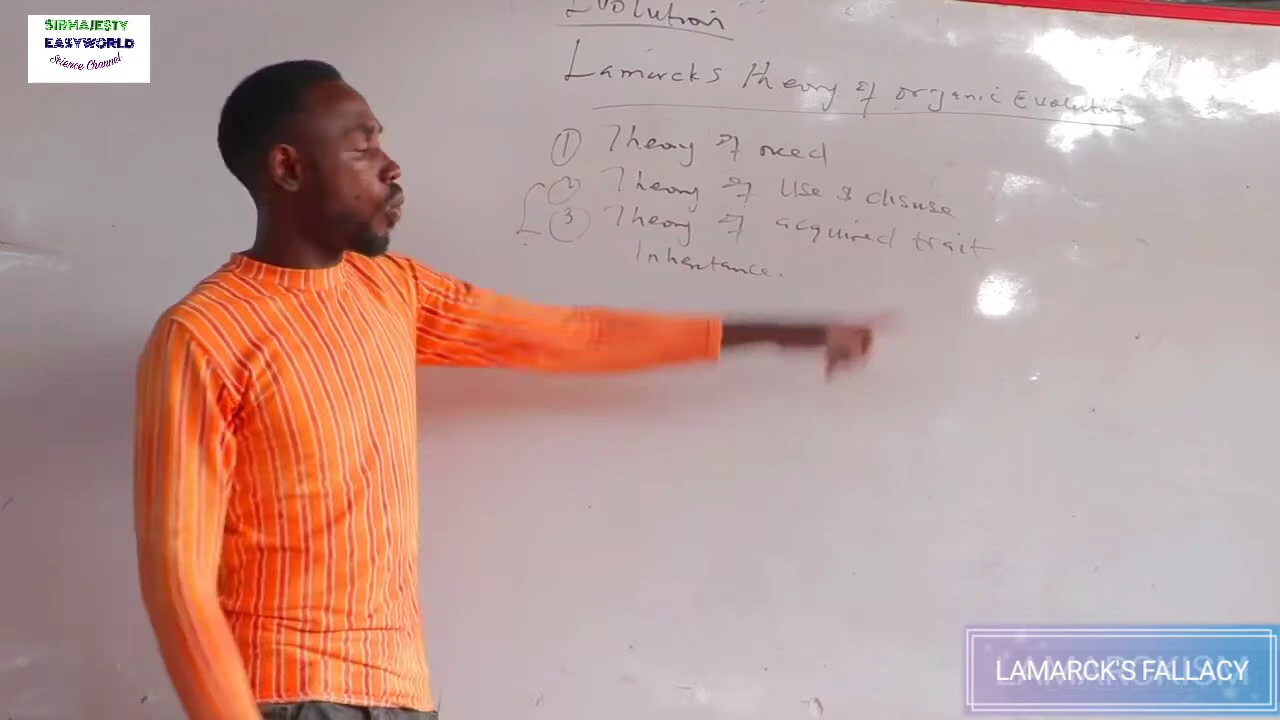 SIRMAJESTY
EASYWORLD
Science Channel
Evolution
Lamarcks Theory of organic Evolution
1 Theory of need
2 Theory of Use & disuse
3 Theory of acquired trait
Inheritance.
LAMARCK'S FALLACY